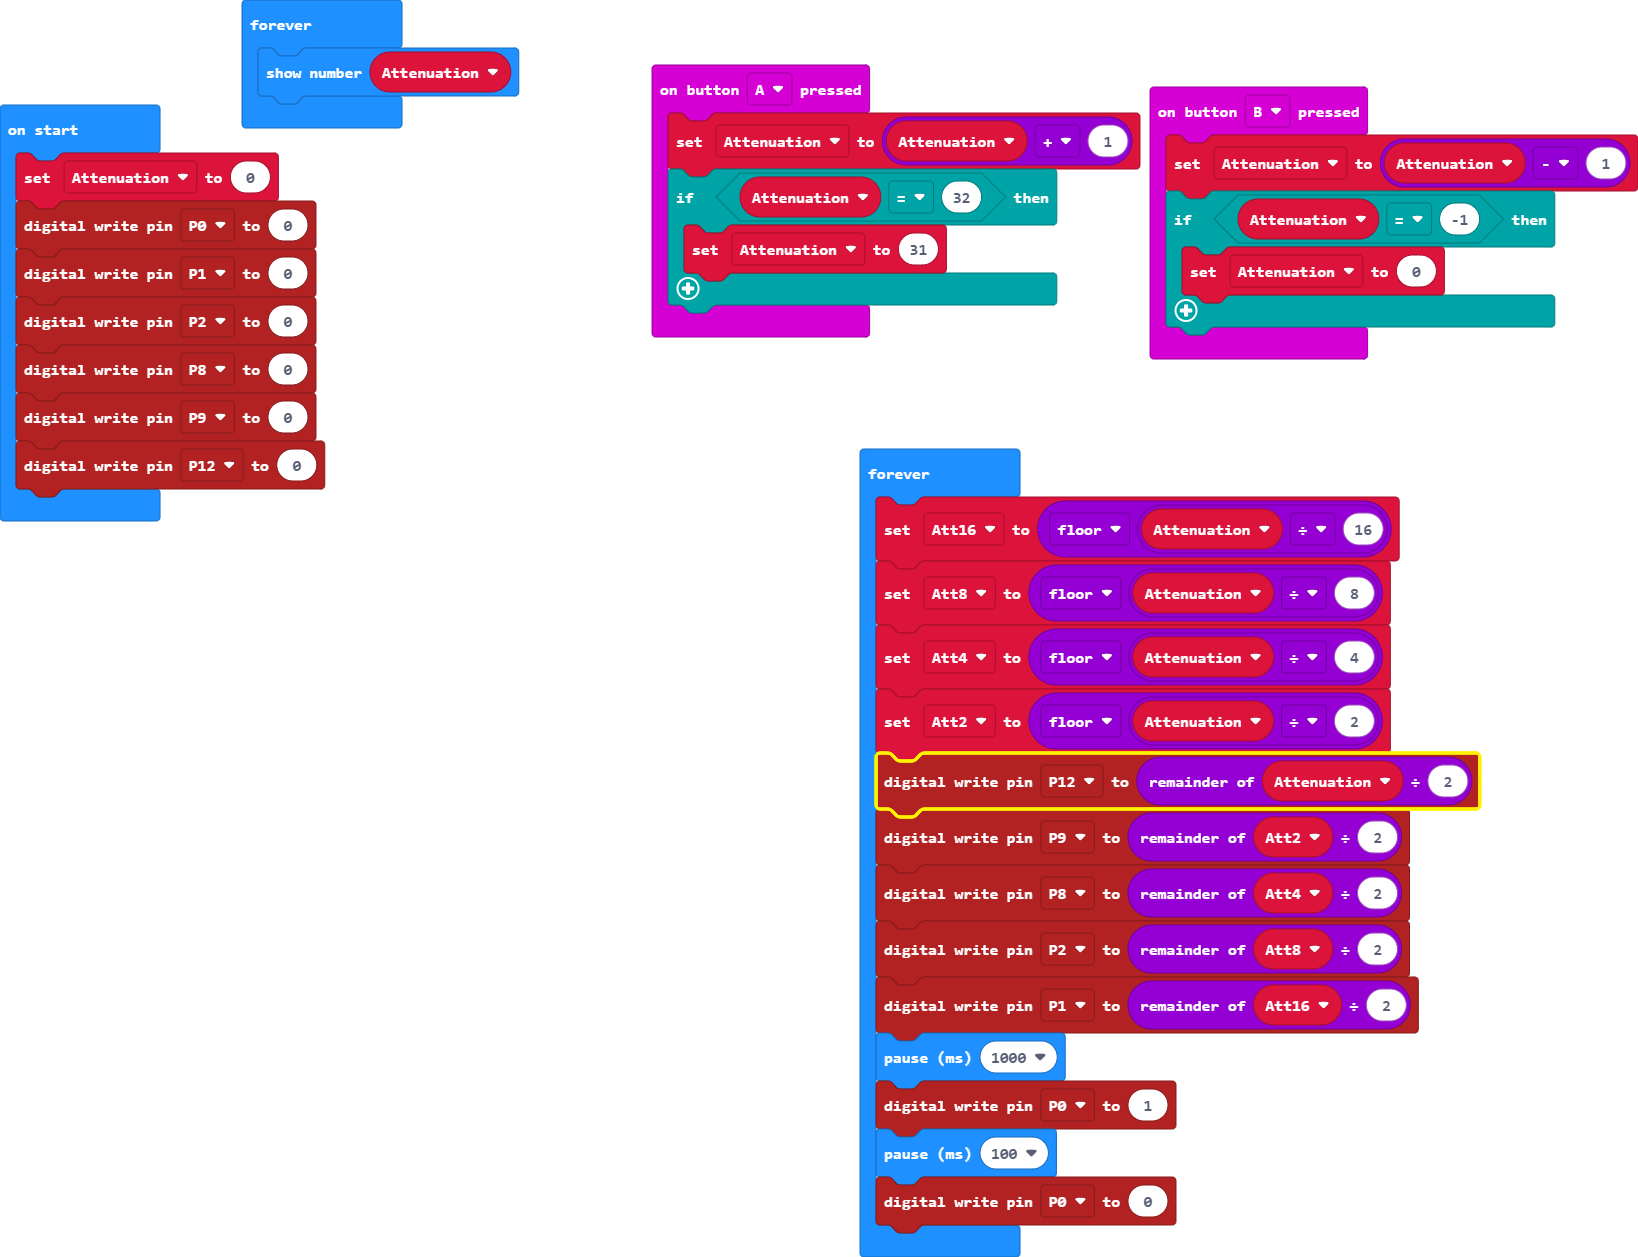 forever
show number Attenuation
on start
set Attenuation to 0
digital write pin P0 to 0
digital write pin P1 to 0
digital write pin P2 to 0
digital write pin P8 to 0
digital write pin P9 to 0
digital write pin P12 to 0
on button A pressed
set Attenuation to Attenuation + 1
if Attenuation = 32 then
set Attenuation to 31
on button B pressed
set Attenuation to Attenuation - 1
if Attenuation = -1 then
set Attenuation to 0
forever
set Att16 to floor Attenuation ÷ 16
set Att8 to floor Attenuation ÷ 8
set Att4 to floor Attenuation ÷ 4
set Att2 to floor Attenuation ÷ 2
digital write pin P12 to remainder of Attenuation ÷ 2
digital write pin P9 to remainder of Att2 ÷ 2
digital write pin P8 to remainder of Att4 ÷ 2
digital write pin P2 to remainder of Att8 ÷ 2
digital write pin P1 to remainder of Att16 ÷ 2
pause (ms) 1000
digital write pin P0 to 1
pause (ms) 100
digital write pin P0 to 0